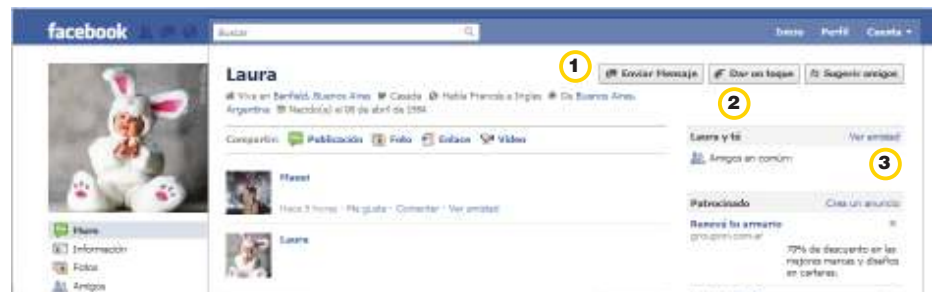 facebook
Buscar
Inicio Perfil Cuenta
Laura
1
Enviar Mensaje
Dar un toque
Sugerir amigos
2
Vive en Banfield, Buenos Aires Casada Habla Francés e Ingles De Buenos Aires,
Argentina Nacido(a) el 08 de abril de 1984
Compartir: Publicación Foto Enlace Video
Laura y tú Ver amistad
3
Amigos en común
Hace 3 horas · Me gusta · Comentar · Ver amistad
Patrocinado Crea un anuncio
Renová tu armario
groupon.com.ar
70% de descuento en las
mejores marcas y diseños
en carteras.
Laura
Muro
Información
Fotos
Amigos